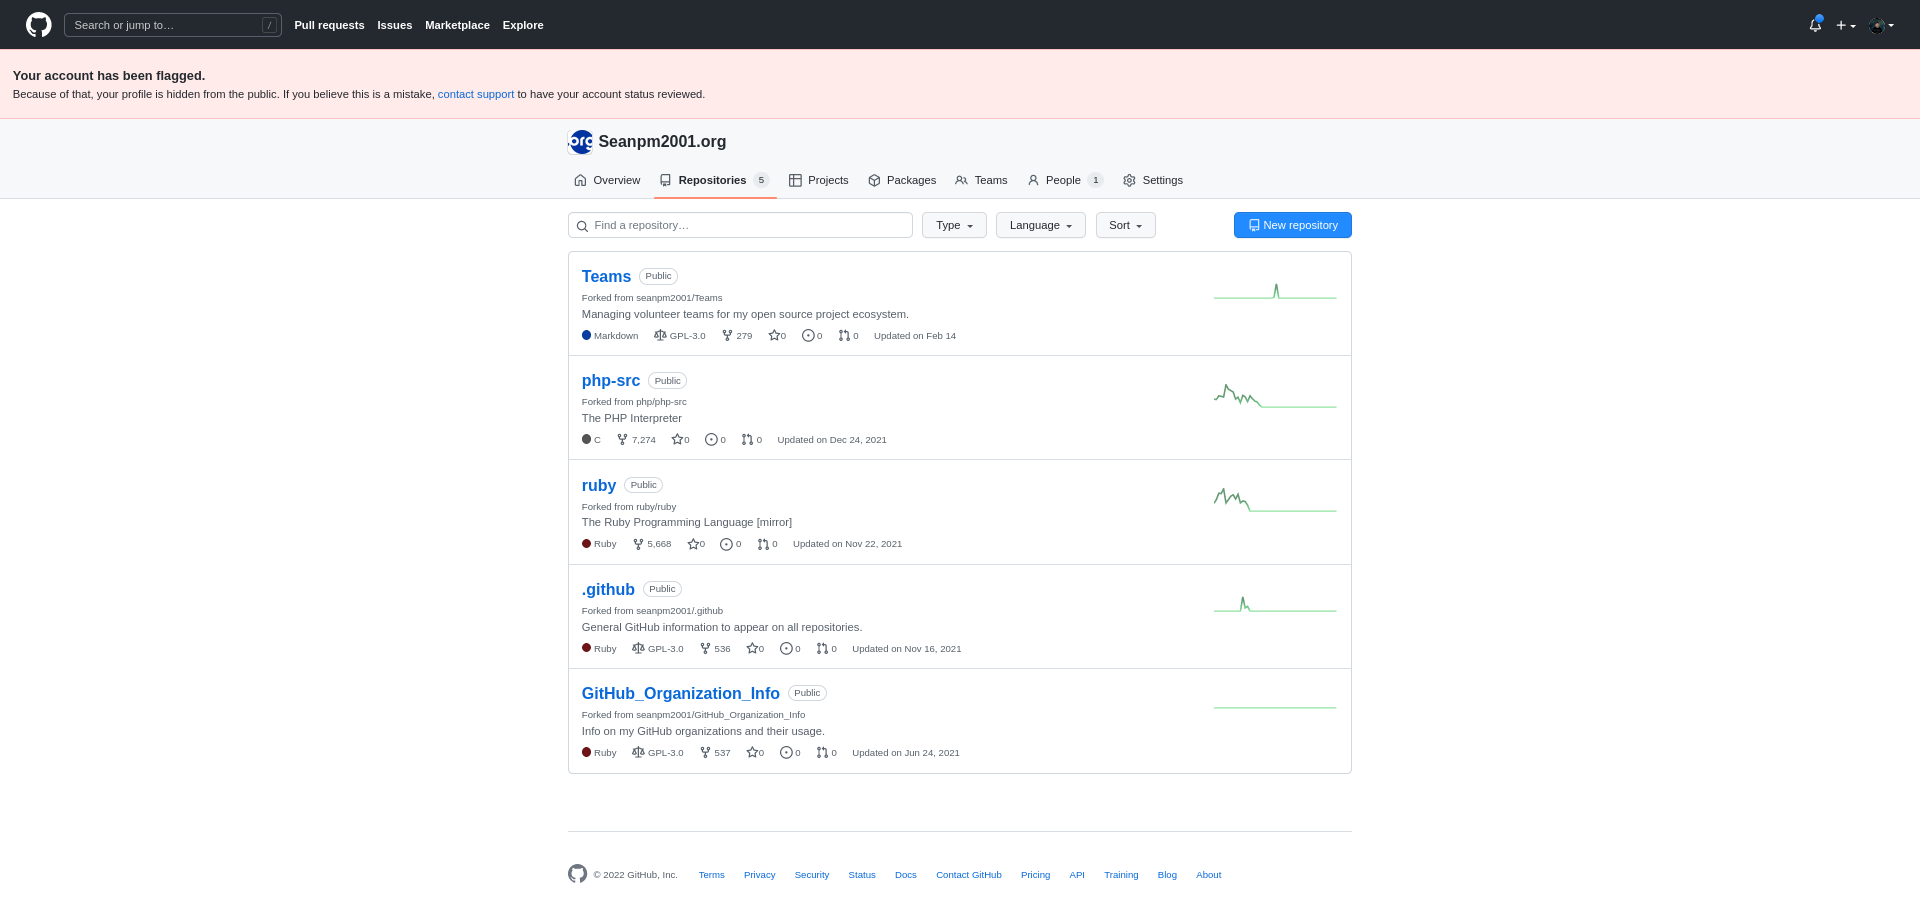 Search or jump to… /
Pull requests Issues Marketplace Explore
Your account has been flagged.
Because of that, your profile is hidden from the public. If you believe this is a mistake, contact support to have your account status reviewed.
.org Seanpm2001.org
Overview Repositories 5 Projects Packages Teams People 1 Settings
Find a repository… Type Language Sort New repository
Teams Public
Forked from seanpm2001/Teams
Managing volunteer teams for my open source project ecosystem.
Markdown GPL-3.0 279 0 0 0 Updated on Feb 14
php-src Public
Forked from php/php-src
The PHP Interpreter
C 7,274 0 0 0 Updated on Dec 24, 2021
ruby Public
Forked from ruby/ruby
The Ruby Programming Language [mirror]
Ruby 5,668 0 0 0 Updated on Nov 22, 2021
.github Public
Forked from seanpm2001/.github
General GitHub information to appear on all repositories.
Ruby GPL-3.0 536 0 0 0 Updated on Nov 16, 2021
GitHub_Organization_Info Public
Forked from seanpm2001/GitHub_Organization_Info
Info on my GitHub organizations and their usage.
Ruby GPL-3.0 537 0 0 0 Updated on Jun 24, 2021
© 2022 GitHub, Inc. Terms Privacy Security Status Docs Contact GitHub Pricing API Training Blog About